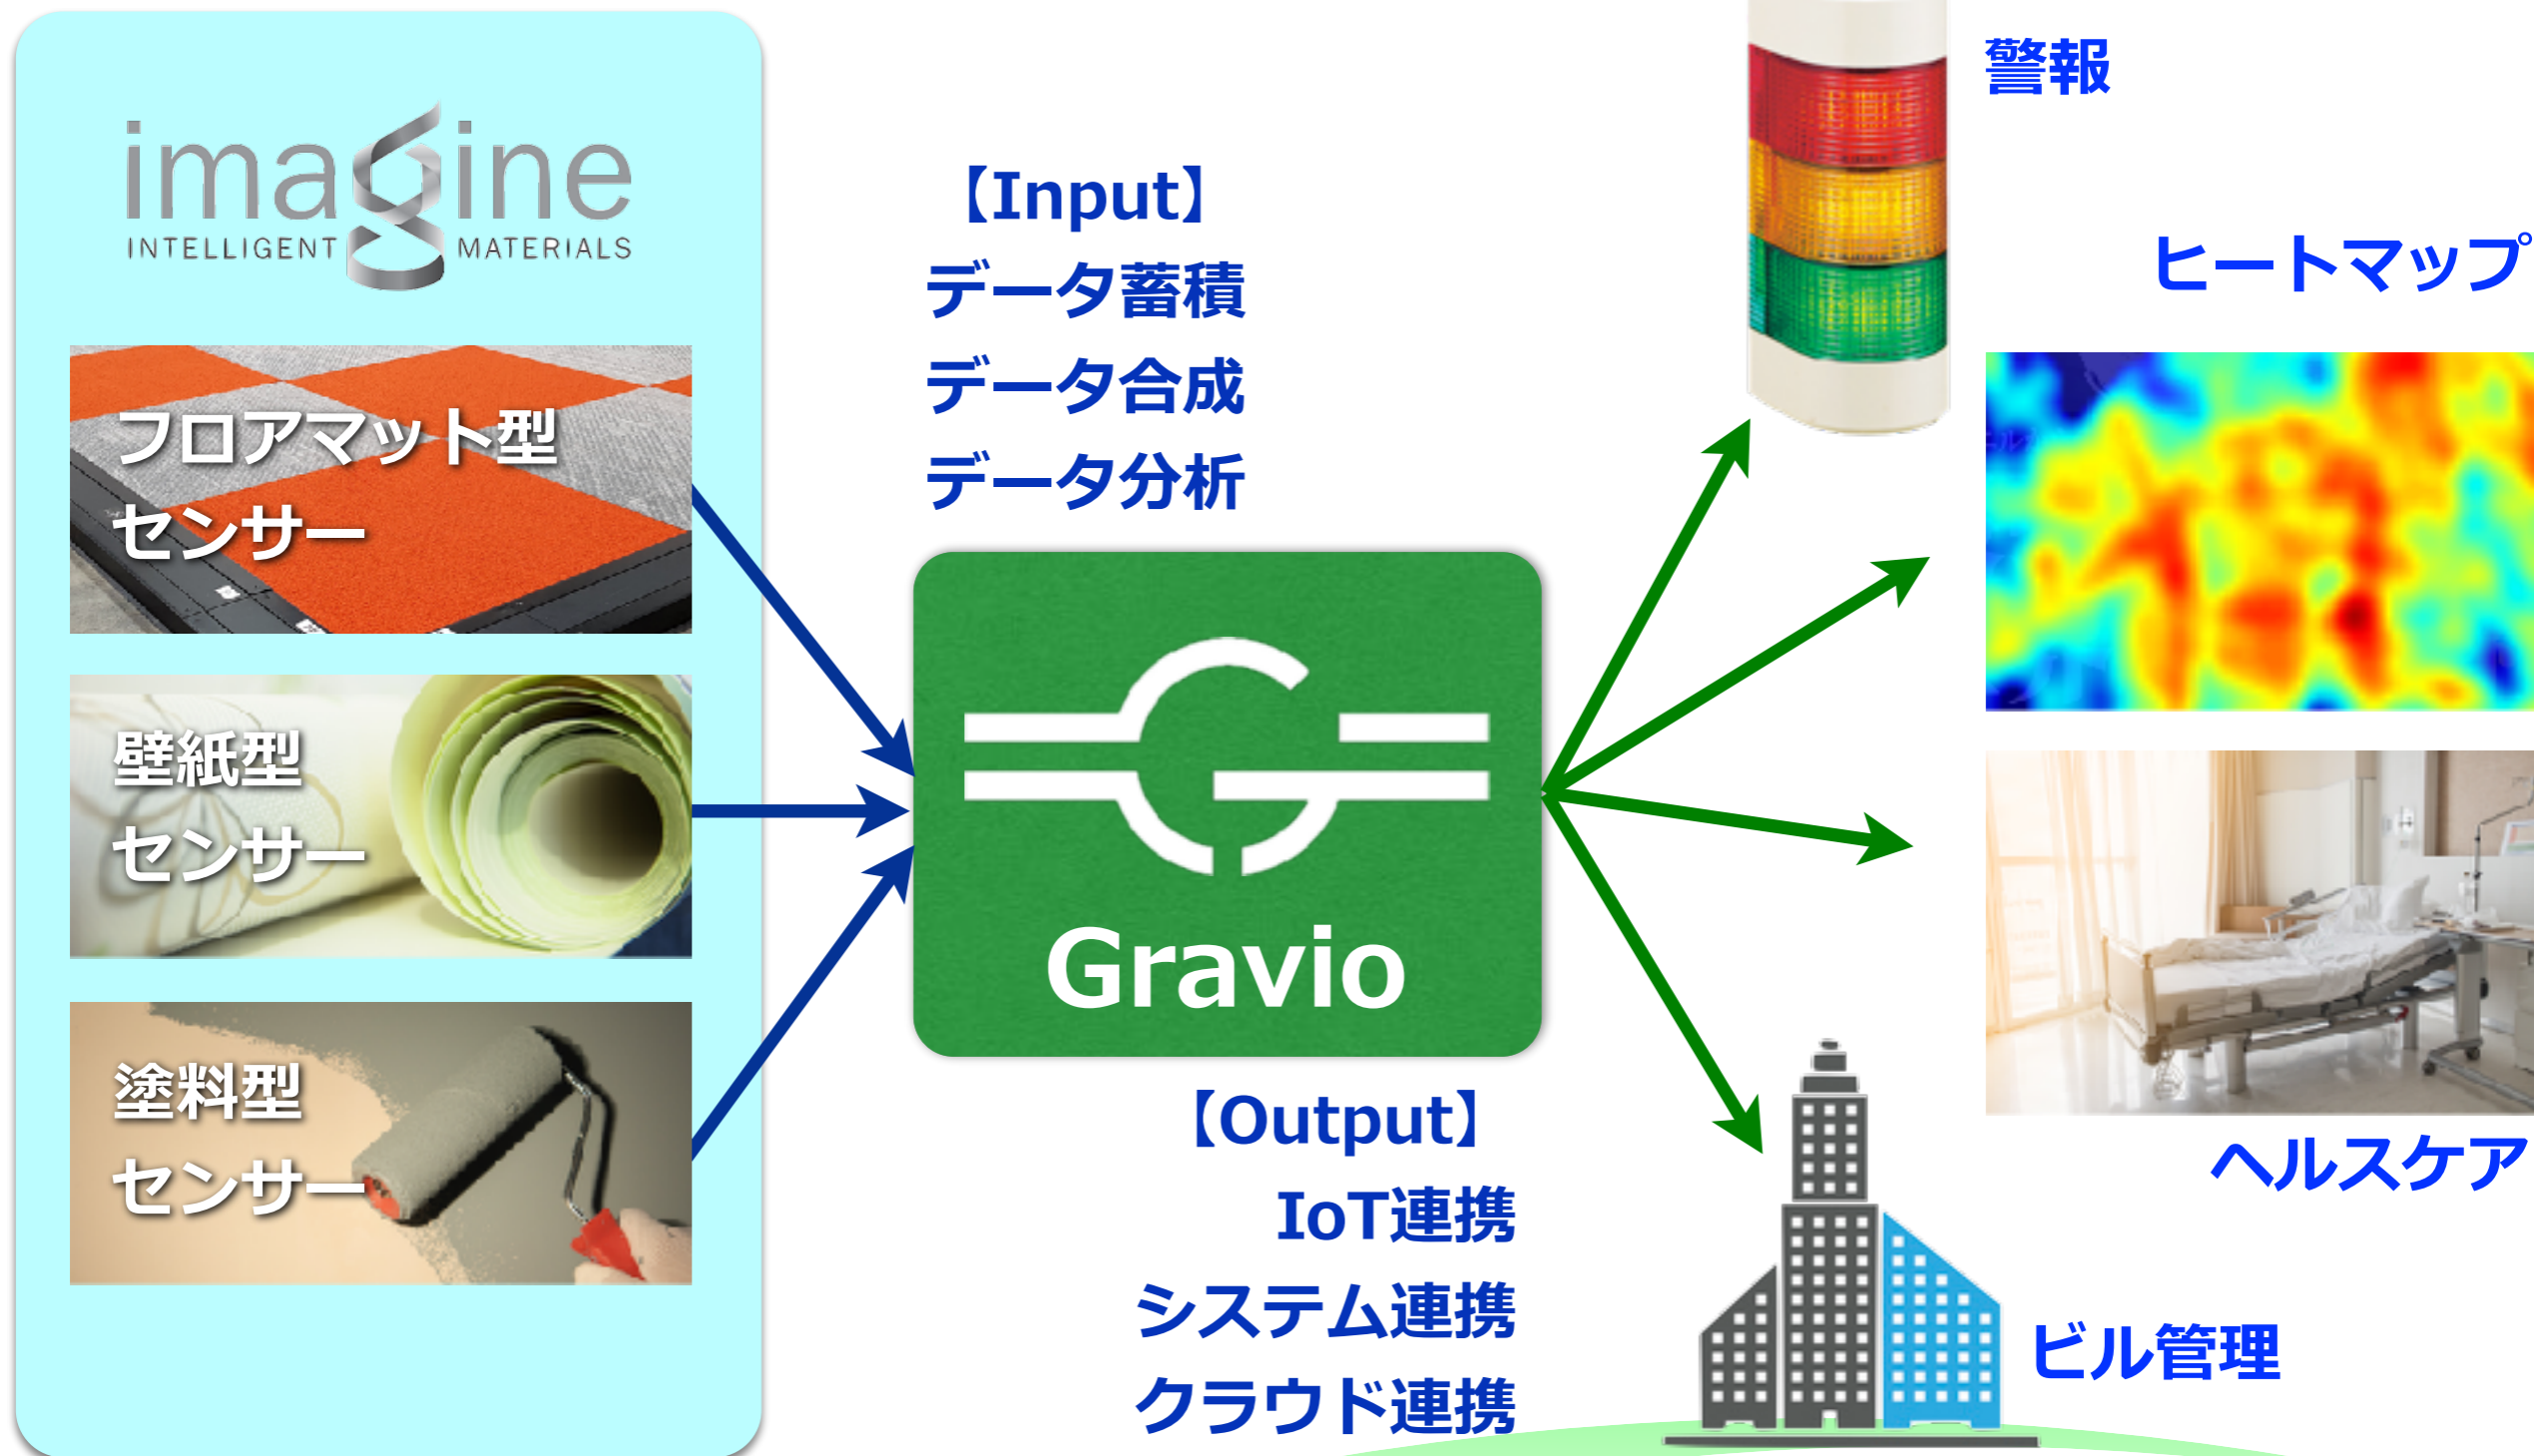 imagine
INTELLIGENT MATERIALS
フロアマット型
センサー
壁紙型
センサー
塗料型
センサー
【Input】
データ蓄積
データ合成
データ分析
Gravio
【Output】
IoT連携
システム連携
クラウド連携
警報
ヒートマップ
ヘルスケア
ビル管理